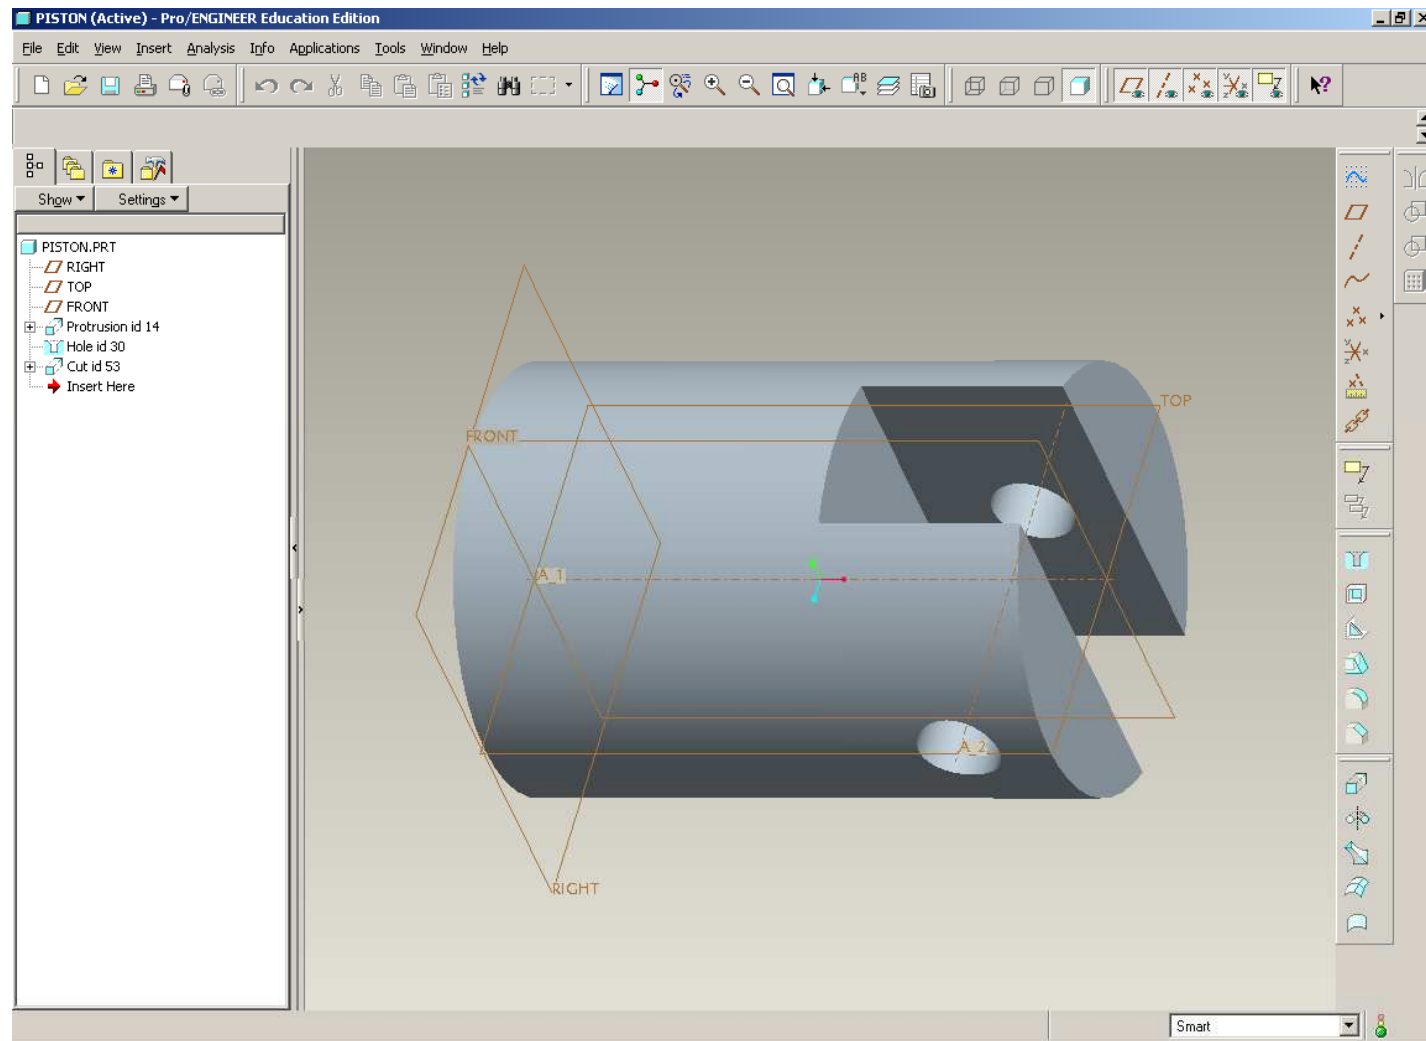 PISTON (Active) - Pro/ENGINEER Education Edition
File Edit View Insert Analysis Info Applications Tools Window Help
Show Settings
PISTON.PRT
RIGHT
TOP
FRONT
Protrusion id 14
Hole id 30
Cut id 53
Insert Here
TOP
FRONT
A_1
A_2
RIGHT
Smart